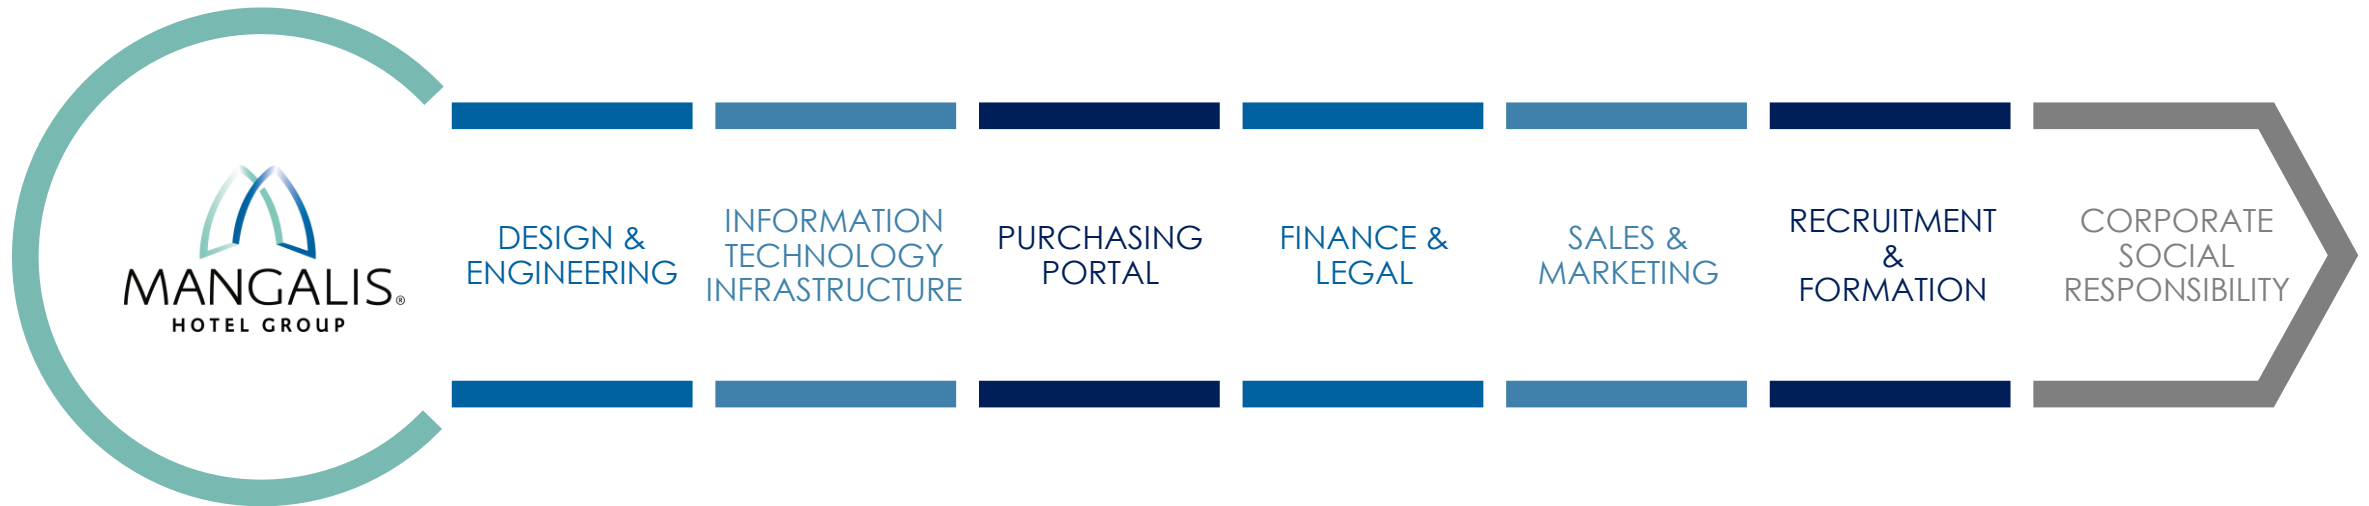 MANGALIS®
HOTEL GROUP
DESIGN &
ENGINEERING
INFORMATION
TECHNOLOGY
INFRASTRUCTURE
PURCHASING
PORTAL
FINANCE &
LEGAL
SALES &
MARKETING
RECRUITMENT
&
FORMATION
CORPORATE
SOCIAL
RESPONSIBILITY